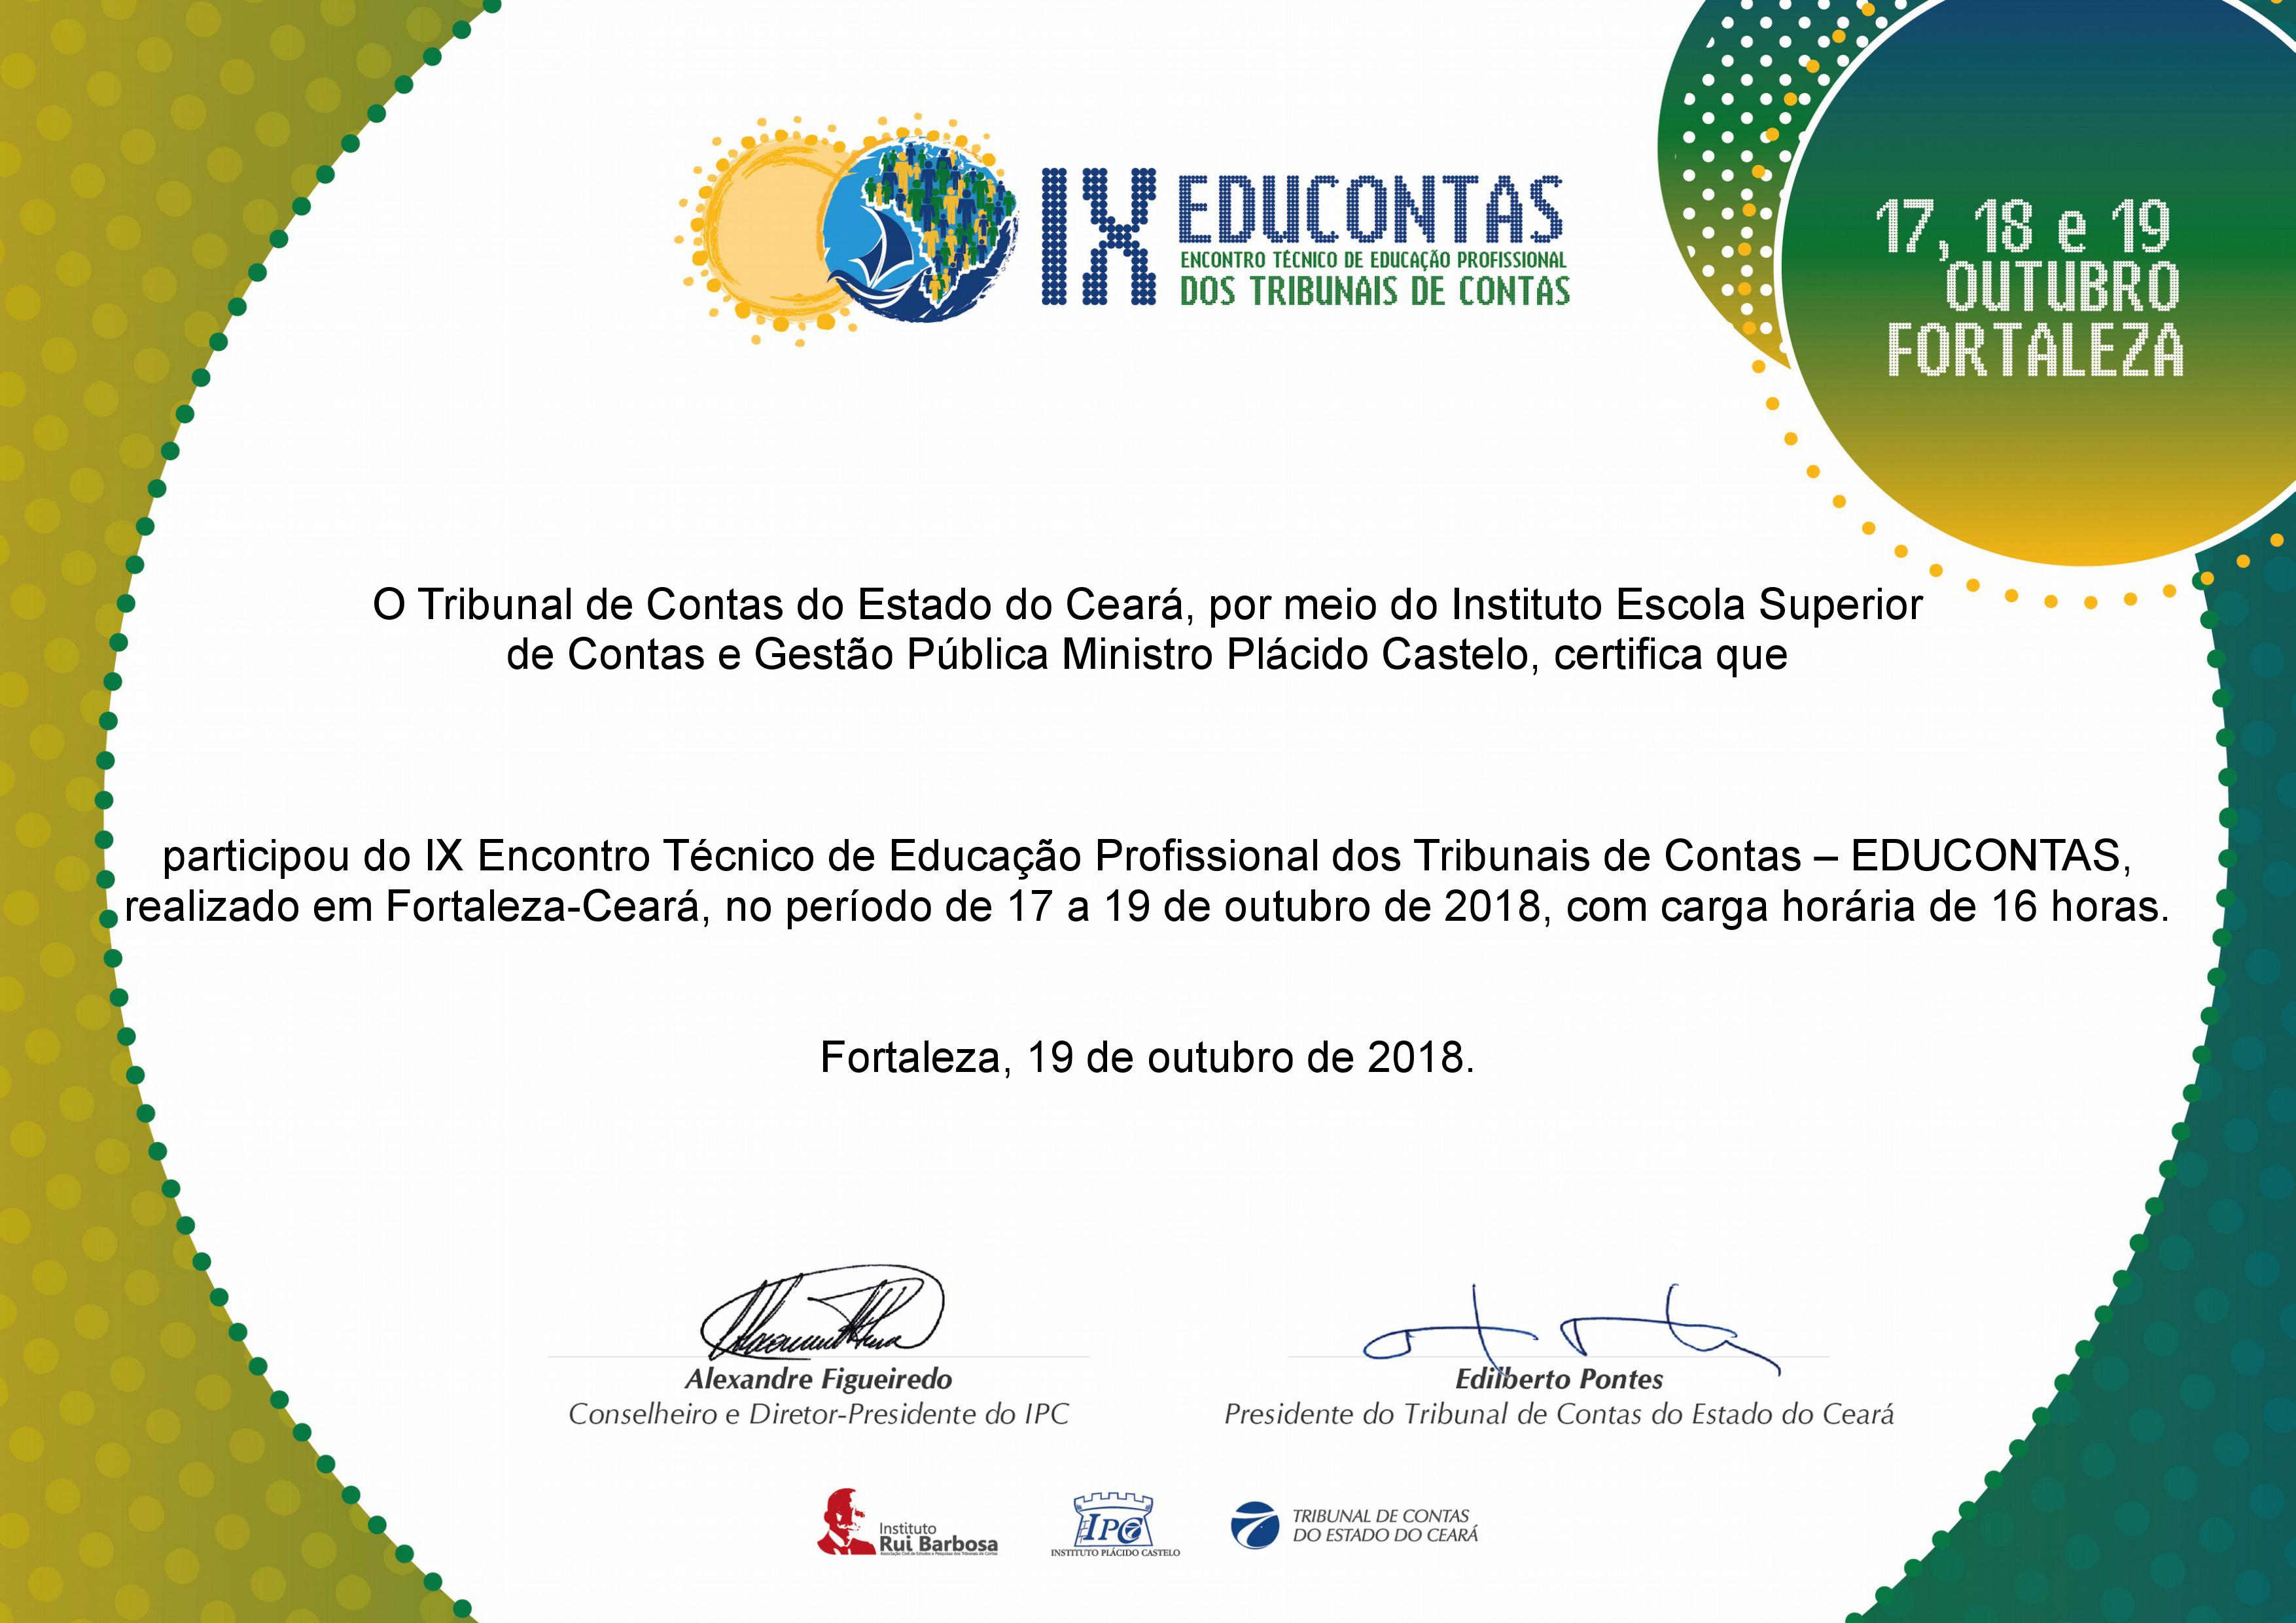 IX EDUCONTAS
ENCONTRO TÉCNICO DE EDUCAÇÃO PROFISSIONAL
DOS TRIBUNAIS DE CONTAS
17, 18 e 19
OUTUBRO
FORTALEZA
O Tribunal de Contas do Estado do Ceará, por meio do Instituto Escola Superior
de Contas e Gestão Pública Ministro Plácido Castelo, certifica que
participou do IX Encontro Técnico de Educação Profissional dos Tribunais de Contas – EDUCONTAS,
realizado em Fortaleza-Ceará, no período de 17 a 19 de outubro de 2018, com carga horária de 16 horas.
Fortaleza, 19 de outubro de 2018.
Alexandre Figueiredo
Conselheiro e Diretor-Presidente do IPC
Edilberto Pontes
Presidente do Tribunal de Contas do Estado do Ceará
Instituto
Rui Barbosa
IPC
INSTITUTO PLÁCIDO CASTELO
TRIBUNAL DE CONTAS
DO ESTADO DO CEARÁ